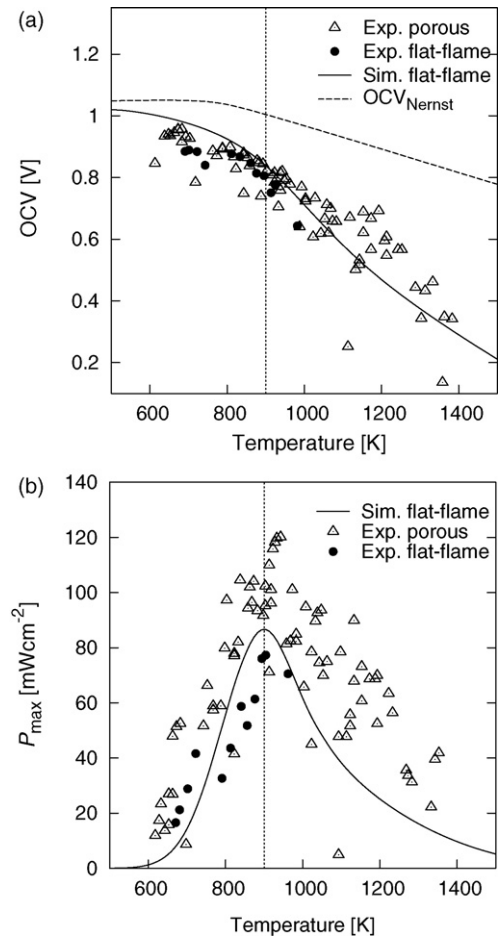 (a)
Exp. porous
Exp. flat-flame
Sim. flat-flame
OCV_Nernst
1.2
1
0.8
0.6
0.4
0.2
OCV [V]
600 800 1000 1200 1400
Temperature [K]
(b)
Sim. flat-flame
Exp. porous
Exp. flat-flame
140
120
100
80
60
40
20
0
P_max [mWcm⁻²]
600 800 1000 1200 1400
Temperature [K]